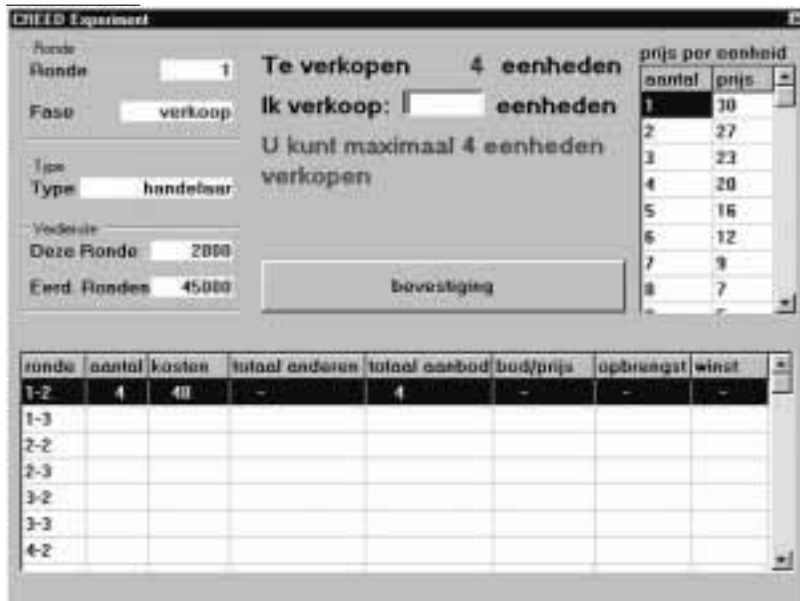 CREED Experiment
Ronde
Ronde 1
Fase verkoop
Type
Type handelaar
Verdienste
Deze Ronde 2000
Eerd. Ronden 45000
Te verkopen 4 eenheden
Ik verkoop: eenheden
U kunt maximaal 4 eenheden
verkopen
bevestiging
prijs per eenheid
aantal prijs
1 30
2 27
3 23
4 20
5 16
6 12
7 9
8 7
ronde aantal kosten totaal anderen totaal aanbod bod/prijs opbrengst winst
1-2 4 48 - 4 - - -
1-3
2-2
2-3
3-2
3-3
4-2